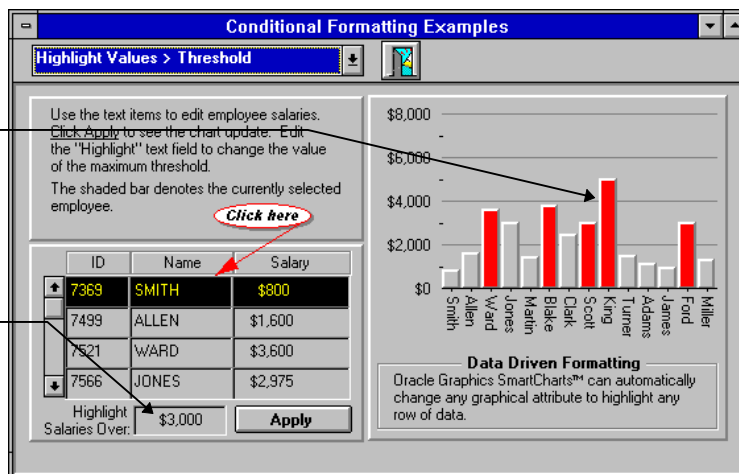 Conditional Formatting Examples
Highlight Values > Threshold
Use the text items to edit employee salaries.
Click Apply to see the chart update. Edit
the "Highlight" text field to change the value
of the maximum threshold.
The shaded bar denotes the currently selected
employee.
Click here
ID Name Salary
7369 SMITH $800
7499 ALLEN $1,600
7521 WARD $3,600
7566 JONES $2,975
Highlight
Salaries Over: $3,000 Apply
$8,000
$6,000
$4,000
$2,000
$0
Smith
Allen
Ward
Jones
Martin
Blake
Clark
Scott
King
Turner
Adams
James
Ford
Miller
Data Driven Formatting
Oracle Graphics SmartCharts™ can automatically
change any graphical attribute to highlight any
row of data.